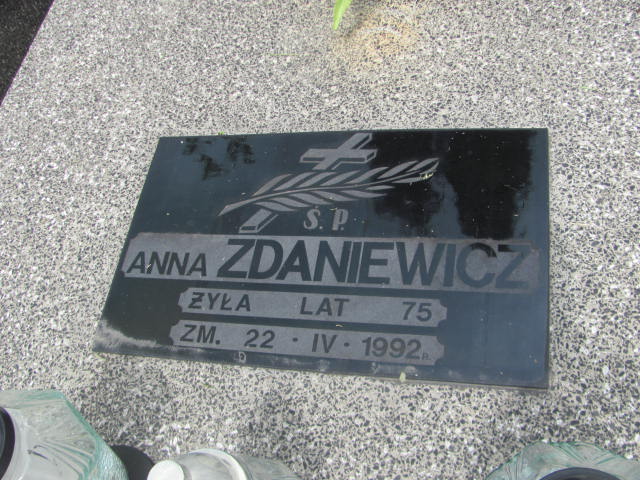 Ś.P.
ANNA ZDANIEWICZ
ŻYŁA LAT 75
ZM. 22 · IV · 1992 R.